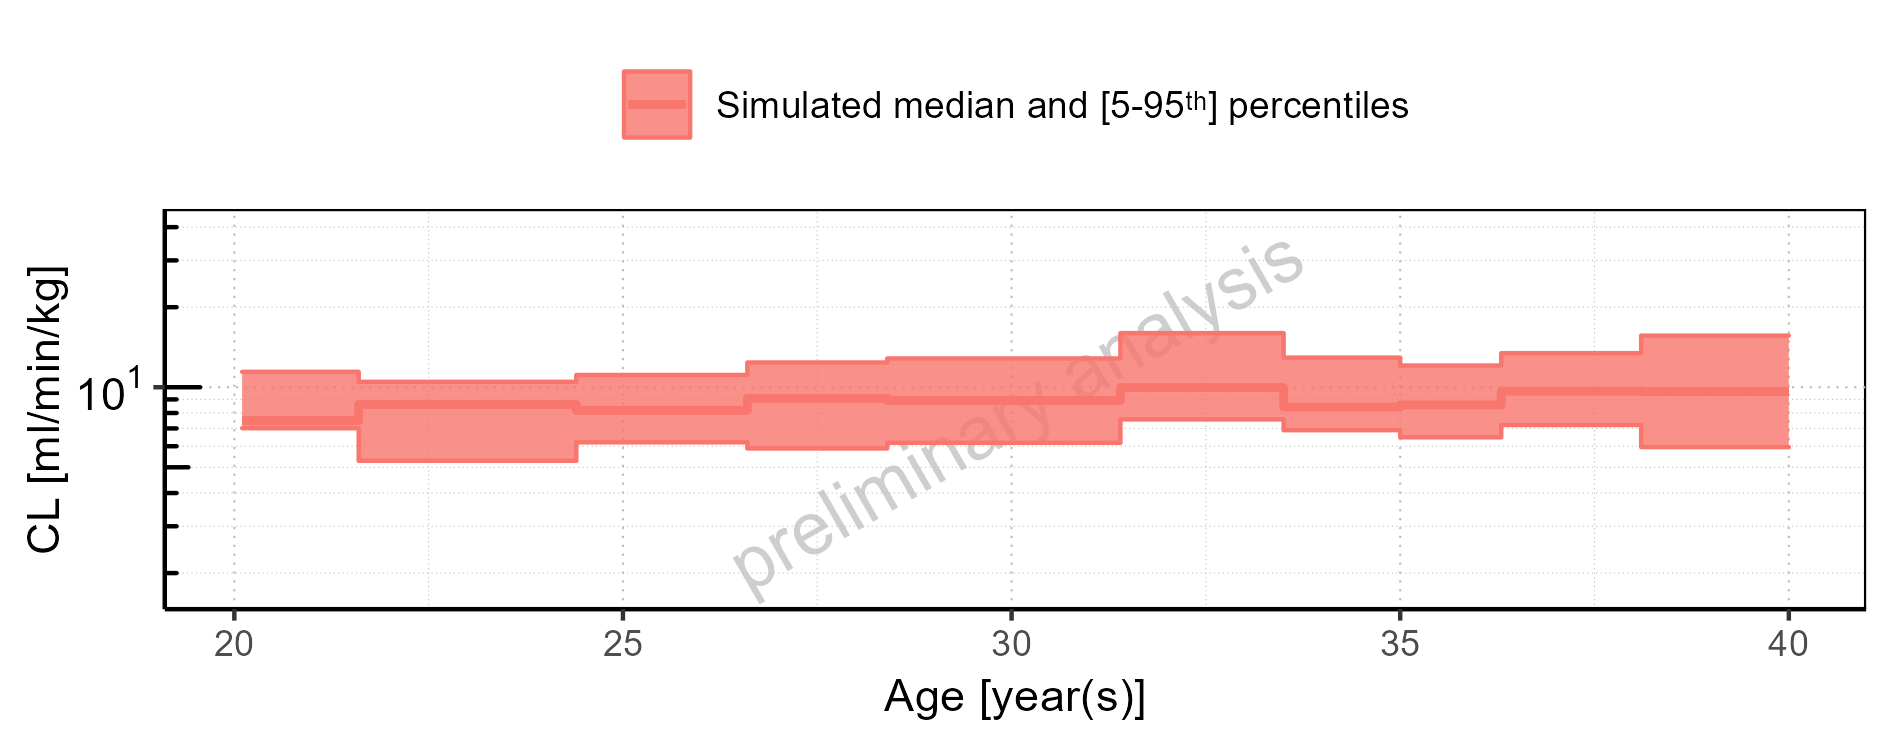 Simulated median and [5-95th] percentiles
CL [ml/min/kg]
101
preliminary analysis
20 25 30 35 40
Age [year(s)]